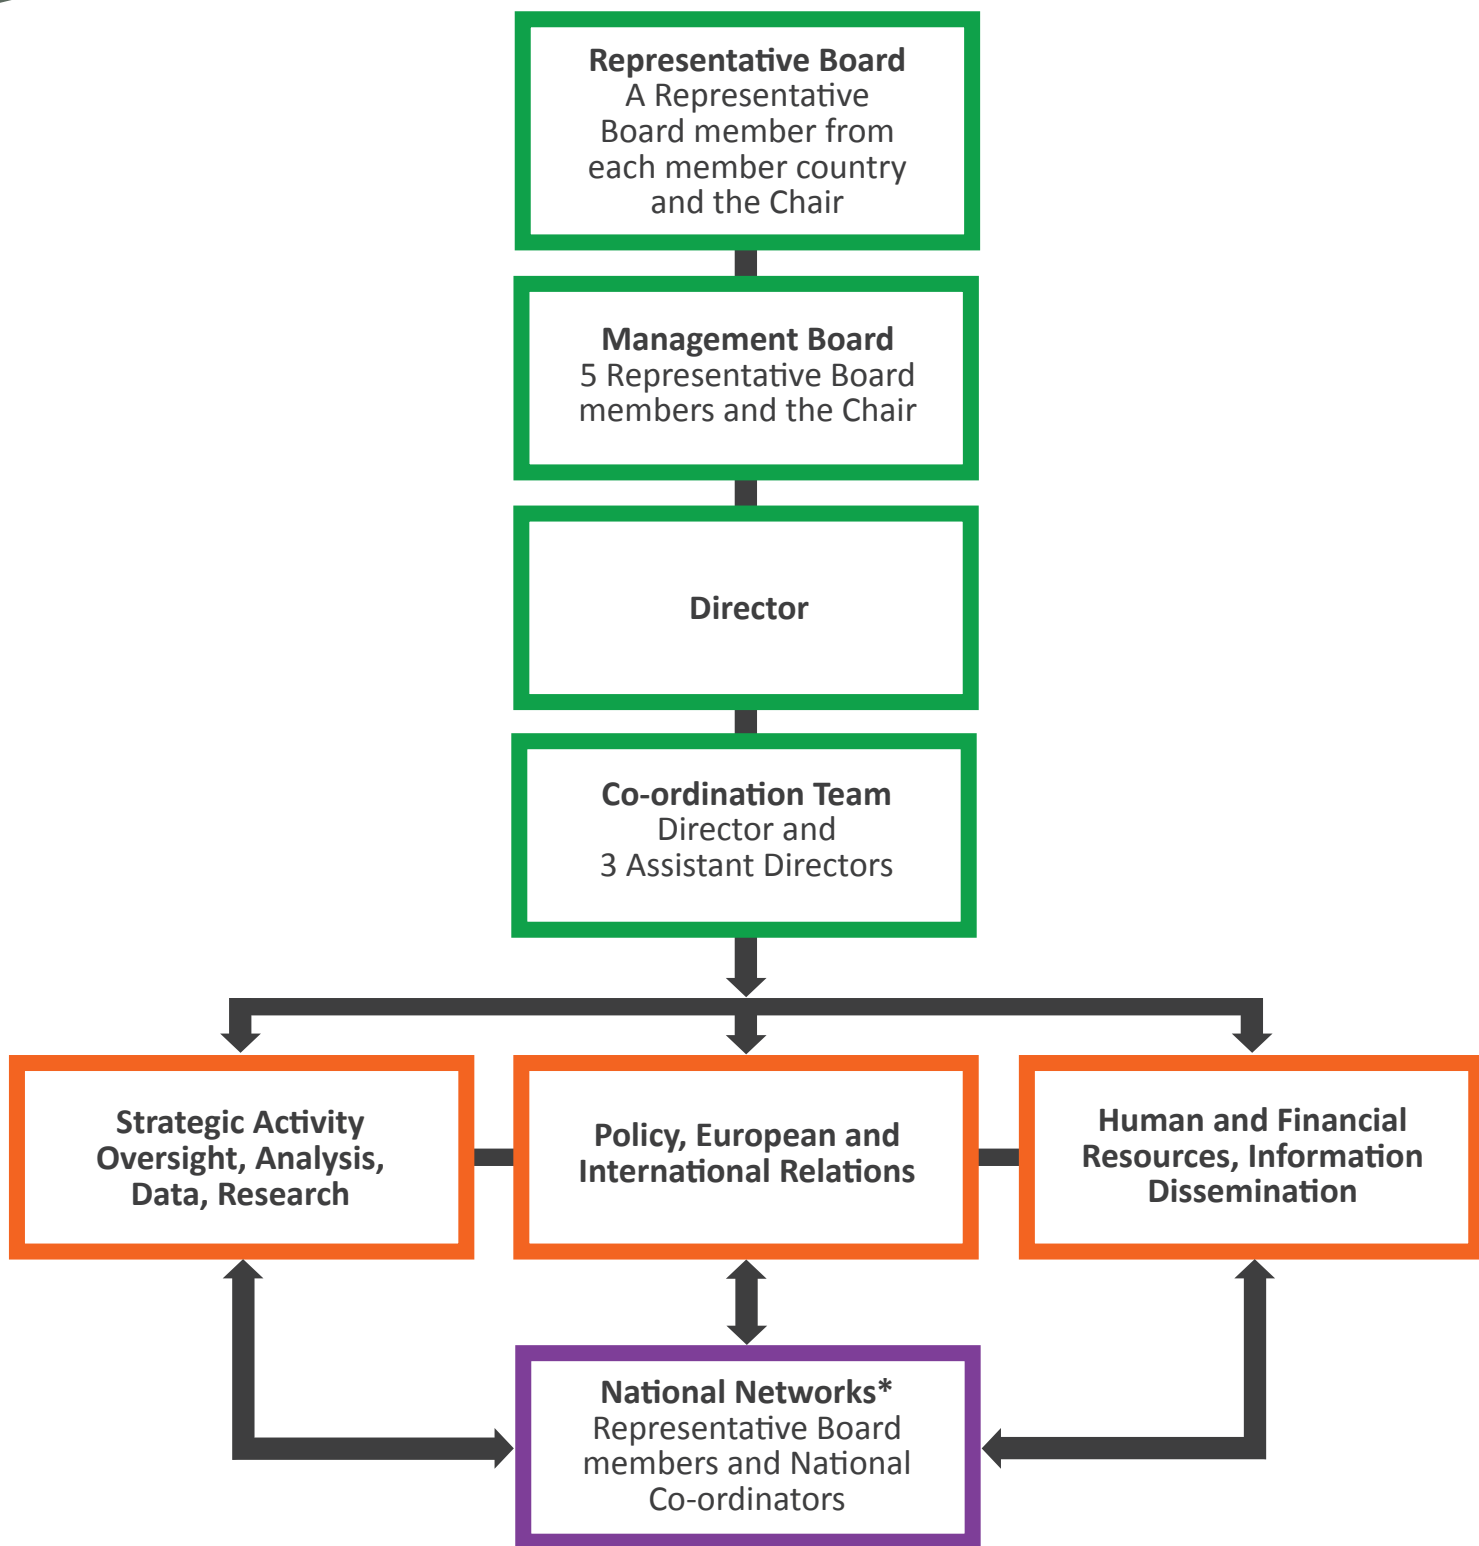 Representative Board
A Representative
Board member from
each member country
and the Chair
Management Board
5 Representative Board
members and the Chair
Director
Co-ordination Team
Director and
3 Assistant Directors
Strategic Activity
Oversight, Analysis,
Data, Research
Policy, European and
International Relations
Human and Financial
Resources, Information
Dissemination
National Networks*
Representative Board
members and National
Co-ordinators